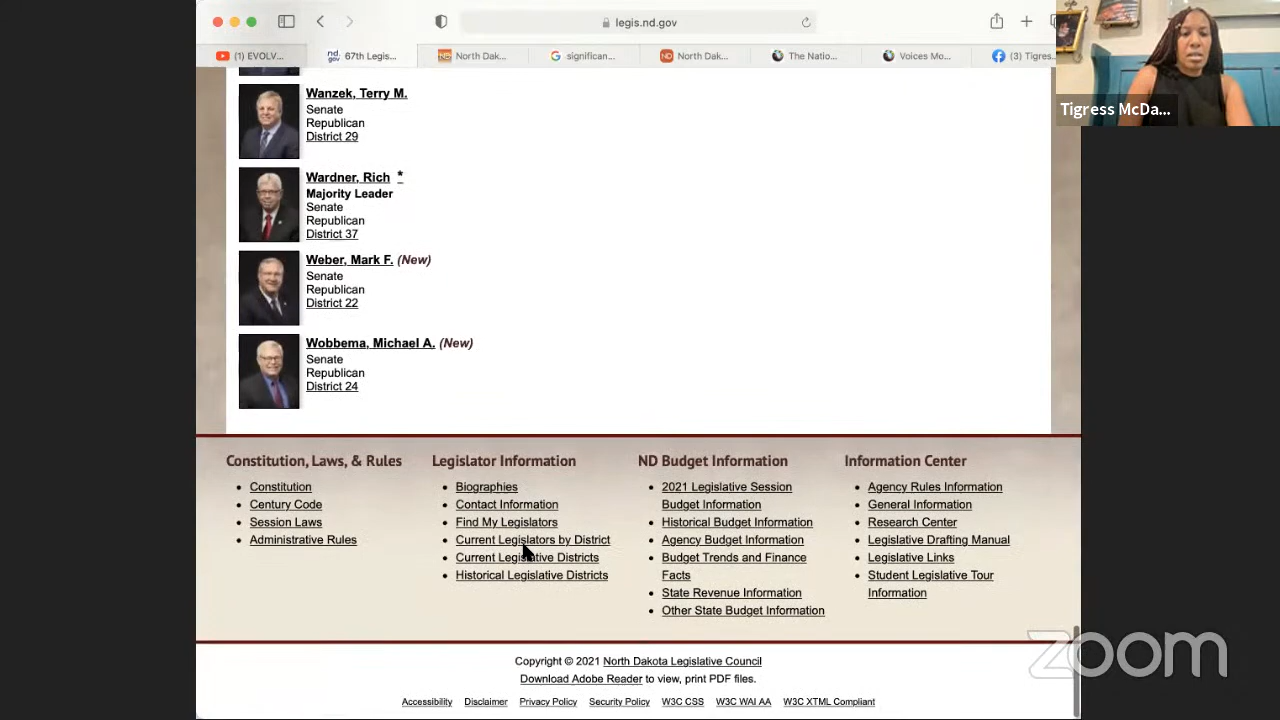 legis.nd.gov
(1) EVOLV...
nd.
gov
67th Legis...
North Dak...
significan...
North Dak...
The Natio...
Voices Mo...
(3) Tigres...
Tigress McDa...
Wanzek, Terry M.
Senate
Republican
District 29
Wardner, Rich *
Majority Leader
Senate
Republican
District 37
Weber, Mark F. (New)
Senate
Republican
District 22
Wobbema, Michael A. (New)
Senate
Republican
District 24
Constitution, Laws, & Rules
Constitution
Century Code
Session Laws
Administrative Rules
Legislator Information
Biographies
Contact Information
Find My Legislators
Current Legislators by District
Current Legislative Districts
Historical Legislative Districts
ND Budget Information
2021 Legislative Session
Budget Information
Historical Budget Information
Agency Budget Information
Budget Trends and Finance
Facts
State Revenue Information
Other State Budget Information
Information Center
Agency Rules Information
General Information
Research Center
Legislative Drafting Manual
Legislative Links
Student Legislative Tour
Information
Copyright © 2021 North Dakota Legislative Council
Download Adobe Reader to view, print PDF files.
Accessibility Disclaimer Privacy Policy Security Policy W3C CSS W3C WAI AA W3C XTML Compliant
zoom